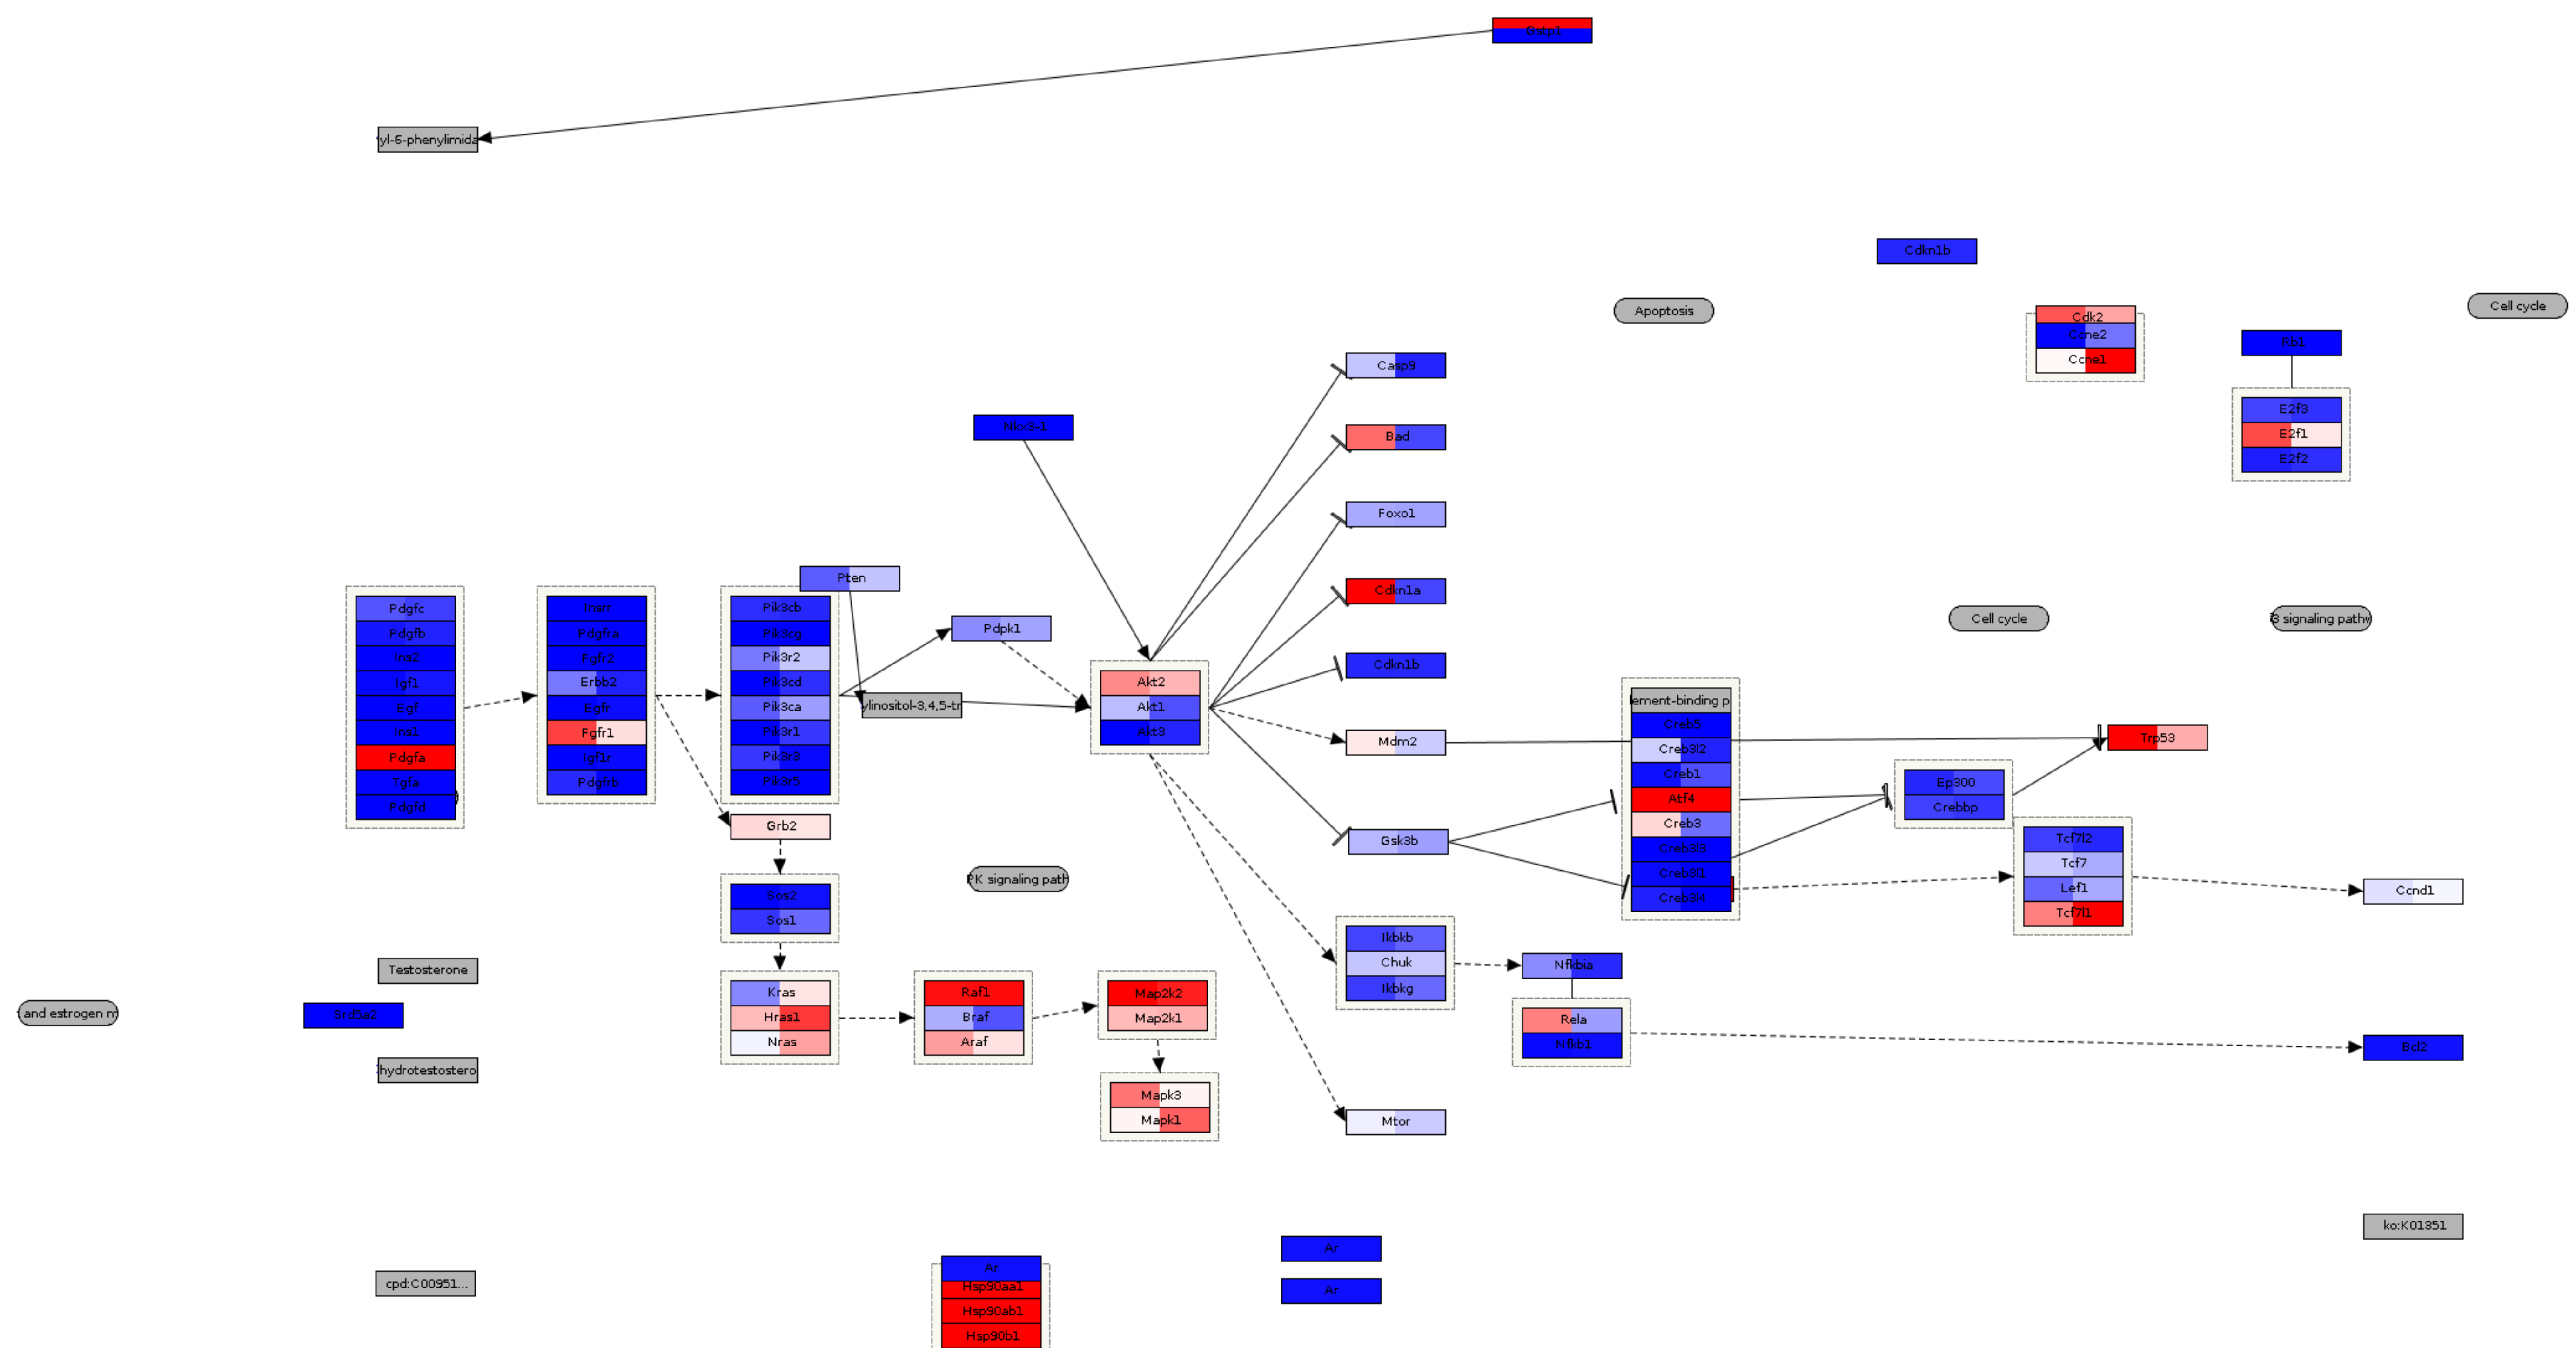 Gstp1
yl-6-phenylimida
Cdkn1b
Apoptosis
Cell cycle
Cdk2
Ccne2
Ccne1
Rb1
E2f3
E2f1
E2f2
Casp9
Nkx3-1
Bad
Foxo1
Pten
Cdkn1a
Pdgfc
Pdgfb
Ins2
Igf1
Egf
Ins1
Pdgfa
Tgfa
Pdgfd
Insrr
Pdgfra
Fgfr2
Erbb2
Egfr
Fgfr1
Igf1r
Pdgfrb
Pik3cb
Pik3cg
Pik3r2
Pik3cd
Pik3ca
Pik3r1
Pik3r3
Pik3r5
Pdpk1
ylinositol-3,4,5-tr
Akt2
Akt1
Akt3
Cdkn1b
Mdm2
Gsk3b
Cell cycle
3 signaling pathw
lement-binding p
Creb5
Creb3l2
Creb1
Atf4
Creb3
Creb3l3
Creb3l1
Creb3l4
Trp53
Ep300
Crebbp
Tcf7l2
Tcf7
Lef1
Tcf7l1
Ccnd1
Grb2
Sos2
Sos1
PK signaling path
Ikbkb
Chuk
Ikbkg
Nfkbia
Rela
Nfkb1
Bcl2
Testosterone
and estrogen m
Srd5a2
hydrotestostero
Kras
Hras1
Nras
Raf1
Braf
Araf
Map2k2
Map2k1
Mapk3
Mapk1
Mtor
ko:K01351
cpd:C00951...
Ar
Hsp90aa1
Hsp90ab1
Hsp90b1
Ar
Ar